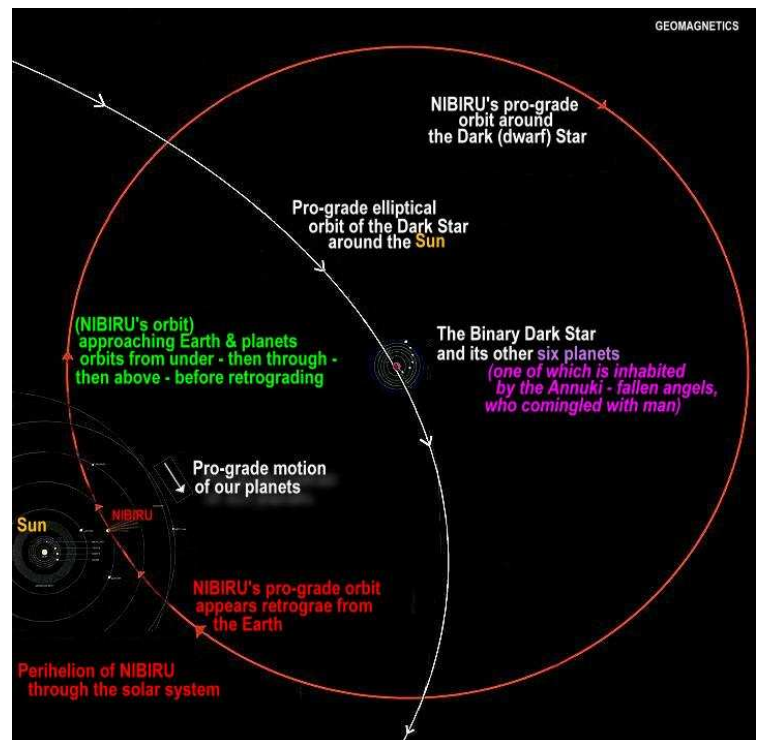 GEOMAGNETICS
NIBIRU's pro-grade
orbit around
the Dark (dwarf) Star
Pro-grade elliptical
orbit of the Dark Star
around the Sun
(NIBIRU's orbit)
approaching Earth & planets
orbits from under - then through -
then above - before retrograding
The Binary Dark Star
and its other six planets
(one of which is inhabited
by the Annuki - fallen angels,
who comingled with man)
Pro-grade motion
of our planets
NIBIRU
Sun
NIBIRU's pro-grade orbit
appears retrograe from
the Earth
Perihelion of NIBIRU
through the solar system